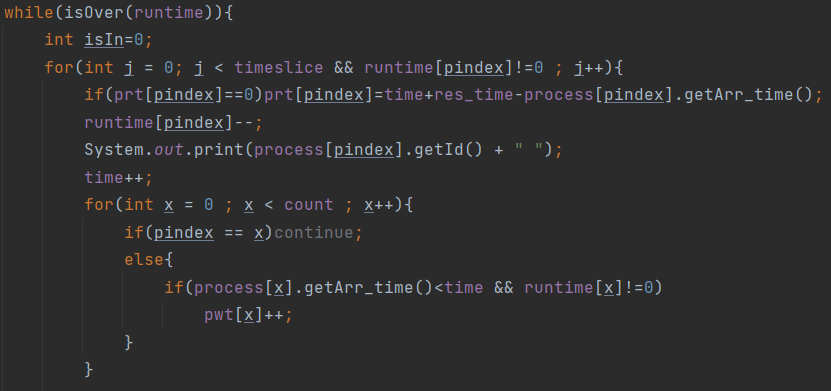 while(isOver(runtime)){
int isIn=0;
for(int j = 0; j < timeslice && runtime[pindex]!=0 ; j++){
if(prt[pindex]==0)prt[pindex]=time+res_time-process[pindex].getArr_time();
runtime[pindex]--;
System.out.print(process[pindex].getId() + " ");
time++;
for(int x = 0 ; x < count ; x++){
if(pindex == x)continue;
else{
if(process[x].getArr_time()<time && runtime[x]!=0)
pwt[x]++;
}
}